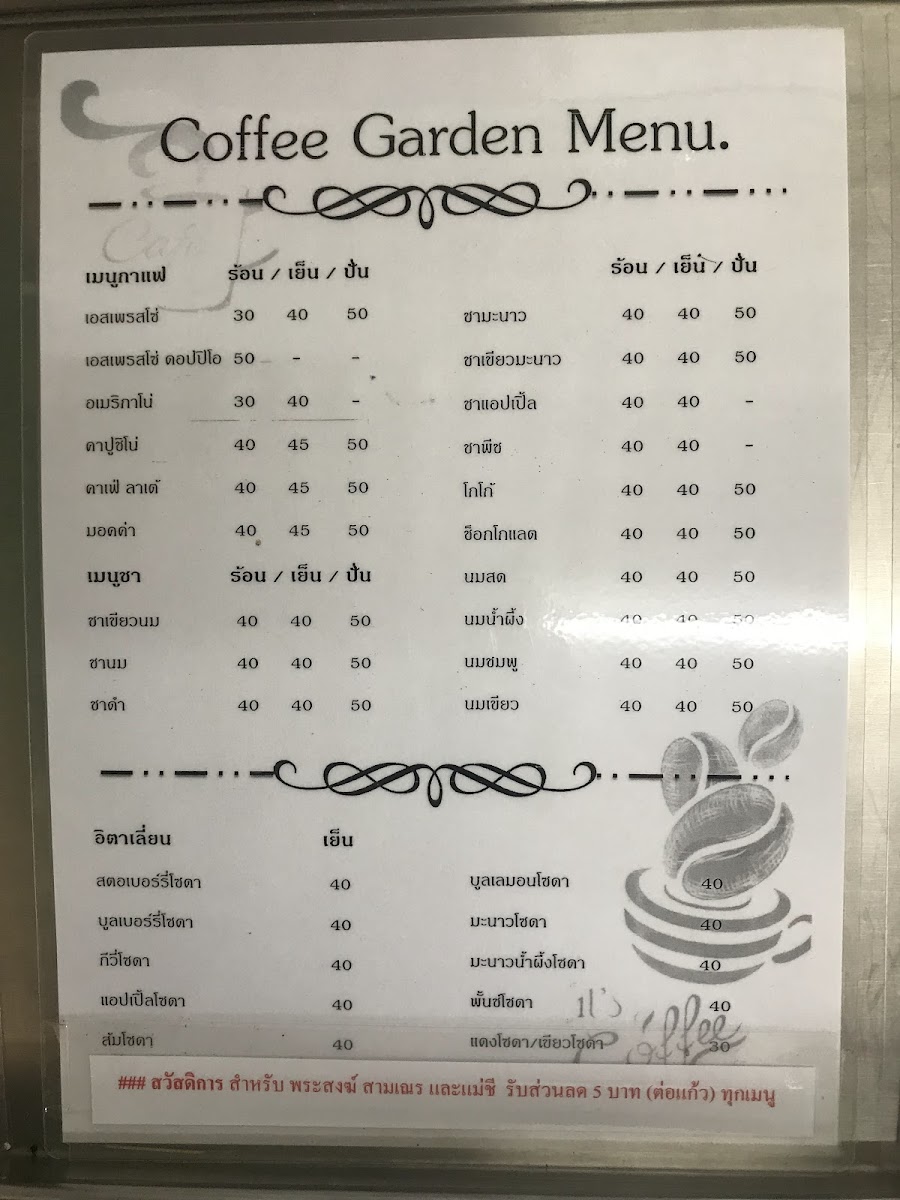 Coffee Garden Menu.
เมนูกาแฟ ร้อน / เย็น / ปั่น
เอสเพรสโซ่ 30 40 50
เอสเพรสโซ่ ดอปปิโอ 50 - -
อเมริกาโน่ 30 40 -
คาปูชิโน่ 40 45 50
คาเฟ่ ลาเต้ 40 45 50
มอคค่า 40 45 50
เมนูชา ร้อน / เย็น / ปั่น
ชาเขียวนม 40 40 50
ชานม 40 40 50
ชาดำ 40 40 50
ร้อน / เย็น / ปั่น
ชามะนาว 40 40 50
ชาเขียวมะนาว 40 40 50
ชาแอปเปิ้ล 40 40 -
ชาพีช 40 40 -
โกโก้ 40 40 50
ช็อกโกแลต 40 40 50
นมสด 40 40 50
นมน้ำผึ้ง 40 40 50
นมชมพู 40 40 50
นมเขียว 40 40 50
อิตาเลี่ยน เย็น
สตอเบอร์รี่โซดา 40
บูลเบอร์รี่โซดา 40
กีวี่โซดา 40
แอปเปิ้ลโซดา 40
ส้มโซดา 40
บูลเลมอนโซดา 40
มะนาวโซดา 40
มะนาวน้ำผึ้งโซดา 40
พั้นช์โซดา 40
แดงโซดา/เขียวโซดา 30
it's Coffee
### สวัสดิการ สำหรับ พระสงฆ์ สามเณร และแม่ชี รับส่วนลด 5 บาท (ต่อแก้ว) ทุกเมนู